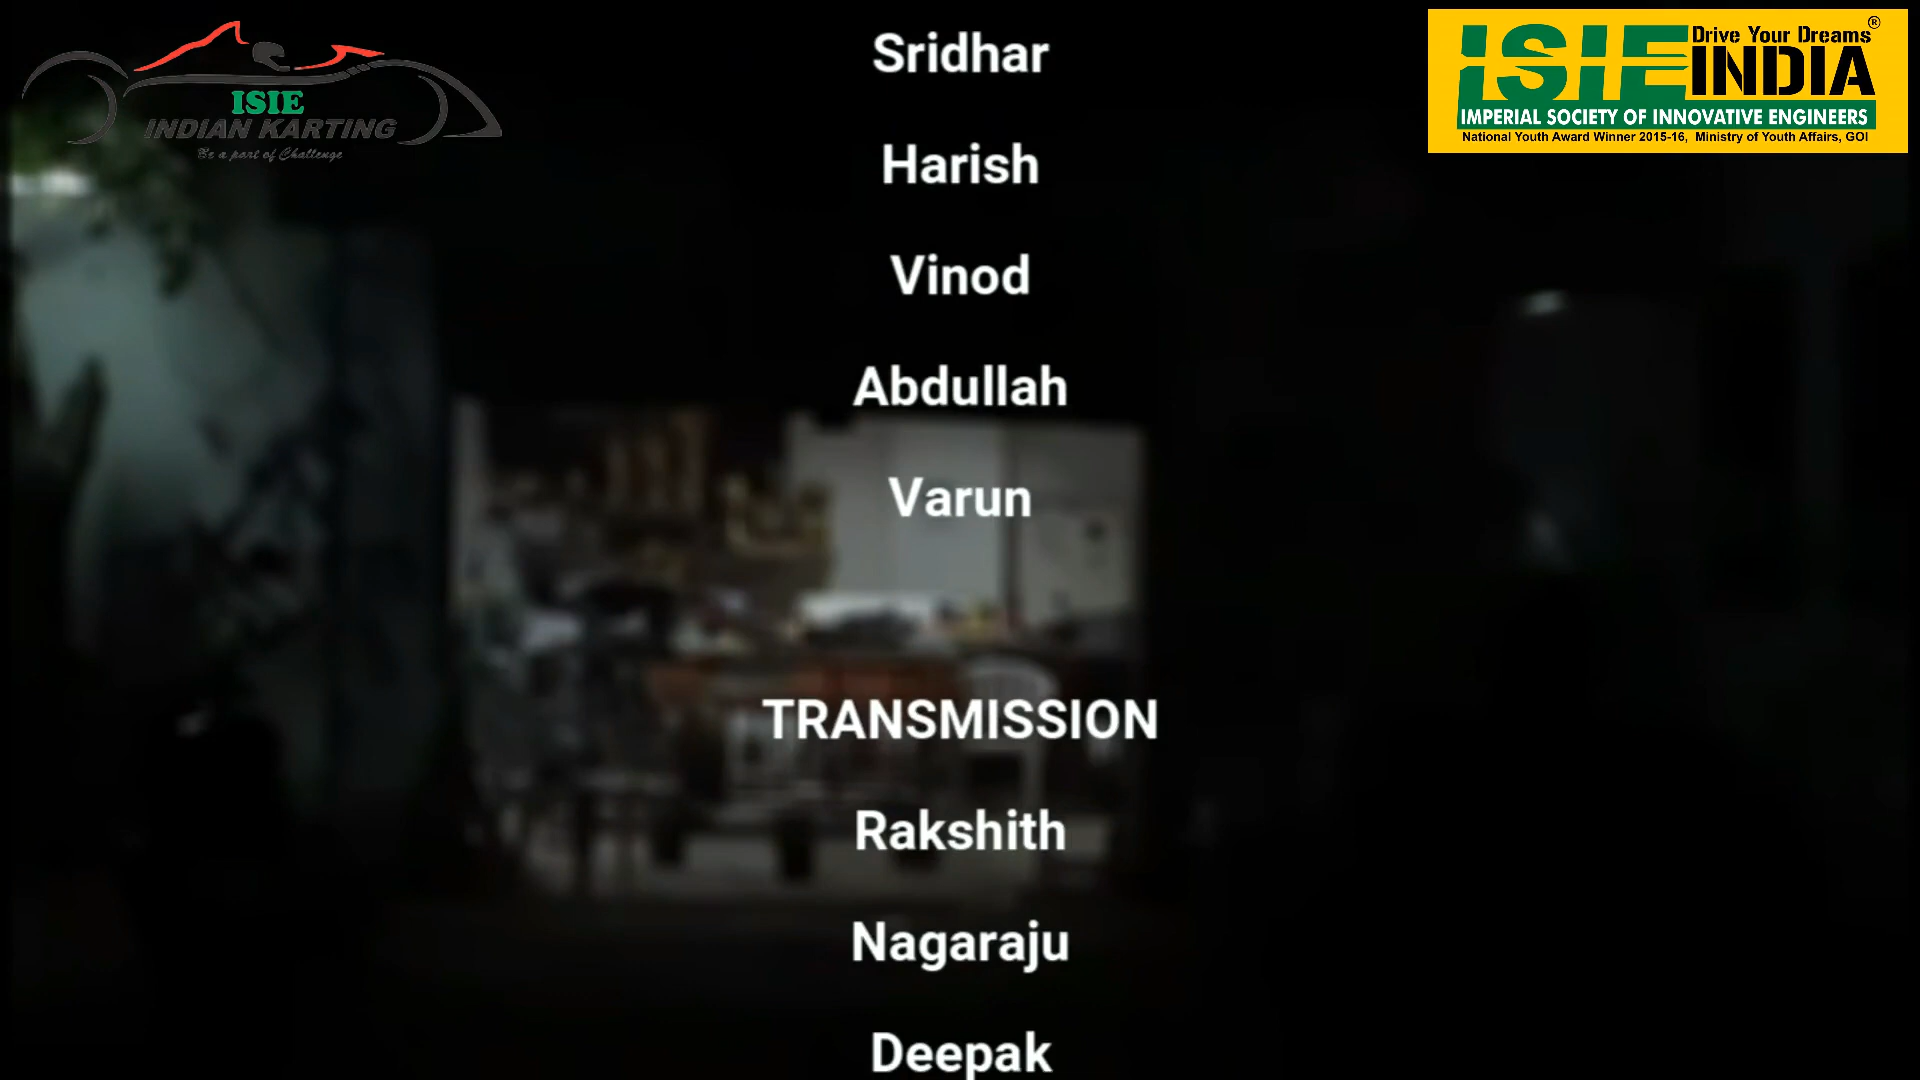 Sridhar
Harish
Vinod
Abdullah
Varun
TRANSMISSION
Rakshith
Nagaraju
Deepak
ISIE
INDIAN KARTING
Be a part of Challenge
ISIE INDIA
Drive Your Dreams®
IMPERIAL SOCIETY OF INNOVATIVE ENGINEERS
National Youth Award Winner 2015-16, Ministry of Youth Affairs, GOI